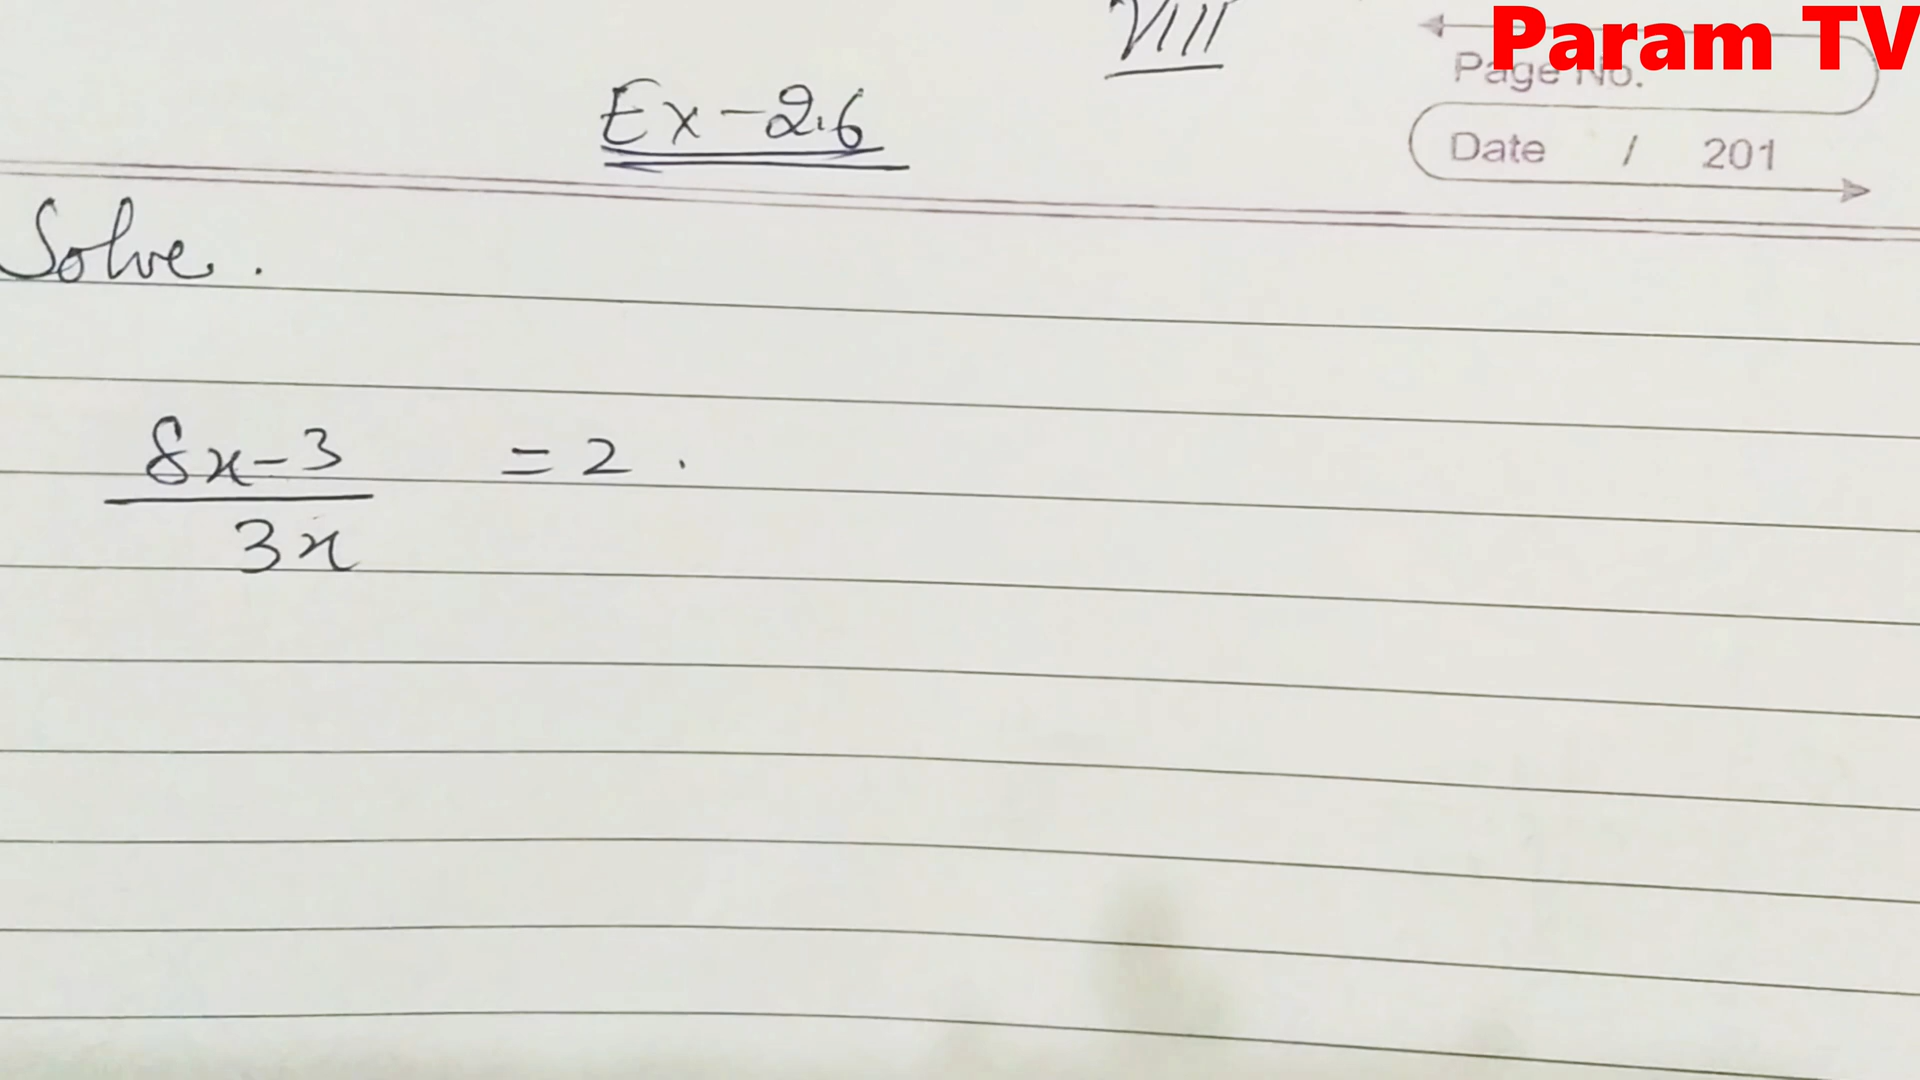 VIII
Param TV
Page No.
Ex-2.6
Date / 201
Solve.
8x-3 = 2.
3x